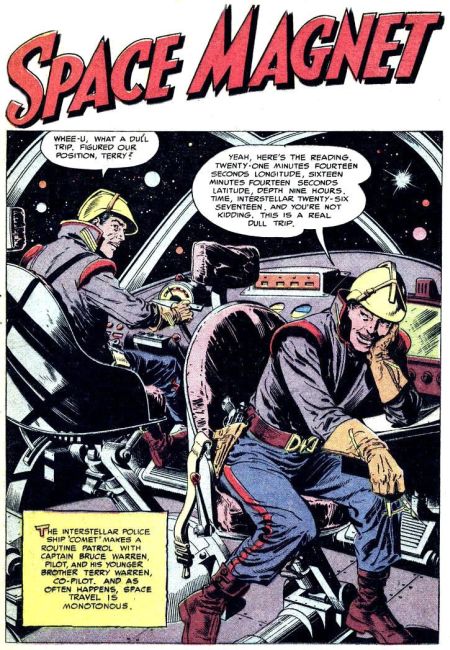 SPACE MAGNET
WHEE-U, WHAT A DULL
TRIP. FIGURED OUR
POSITION, TERRY?
YEAH, HERE'S THE READING.
TWENTY-ONE MINUTES FOURTEEN
SECONDS LONGITUDE, SIXTEEN
MINUTES FOURTEEN SECONDS
LATITUDE, DEPTH NINE HOURS.
TIME, INTERSTELLAR TWENTY-SIX
SEVENTEEN, AND YOU'RE NOT
KIDDING. THIS IS A REAL
DULL TRIP.
THE INTERSTELLAR POLICE
SHIP 'COMET' MAKES A
ROUTINE PATROL WITH
CAPTAIN BRUCE WARREN,
PILOT, AND HIS YOUNGER
BROTHER TERRY WARREN,
CO-PILOT. AND AS
OFTEN HAPPENS, SPACE
TRAVEL IS
MONOTONOUS.